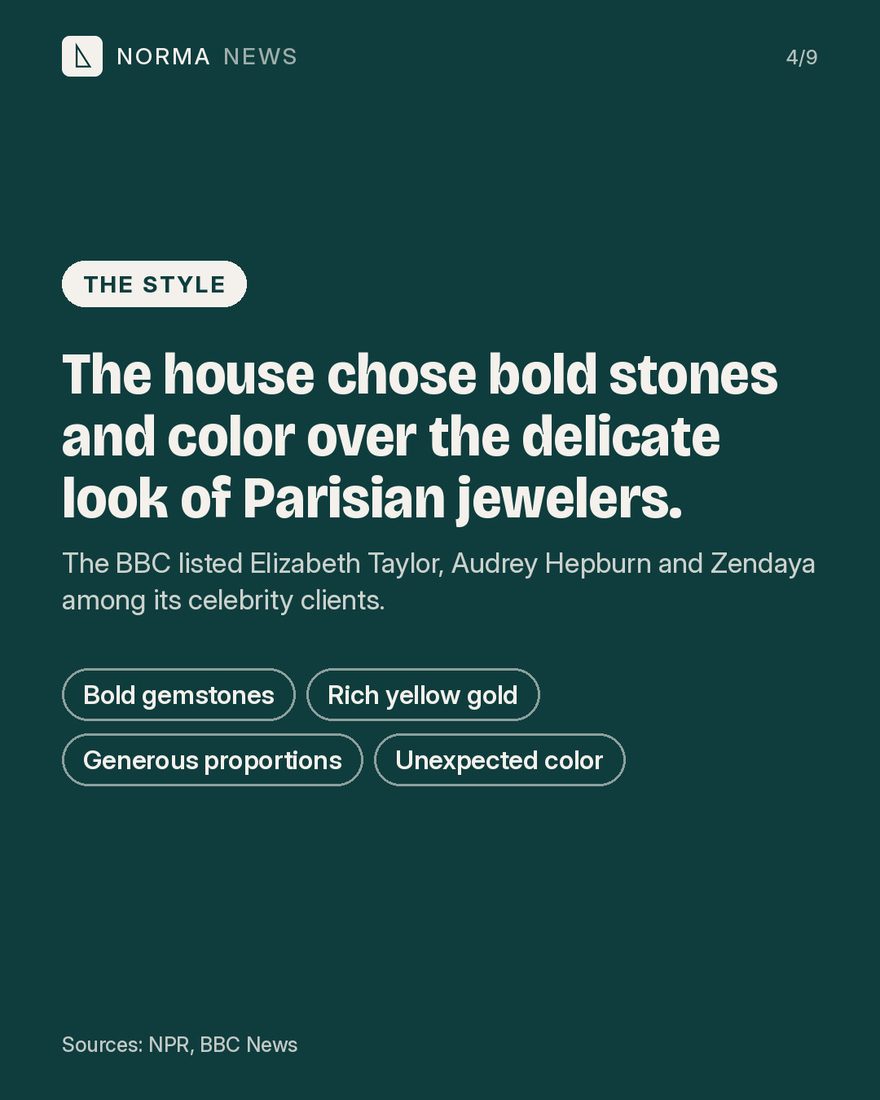 NORMA NEWS
4/9
THE STYLE
The house chose bold stones
and color over the delicate
look of Parisian jewelers.
The BBC listed Elizabeth Taylor, Audrey Hepburn and Zendaya
among its celebrity clients.
Bold gemstones
Rich yellow gold
Generous proportions
Unexpected color
Sources: NPR, BBC News